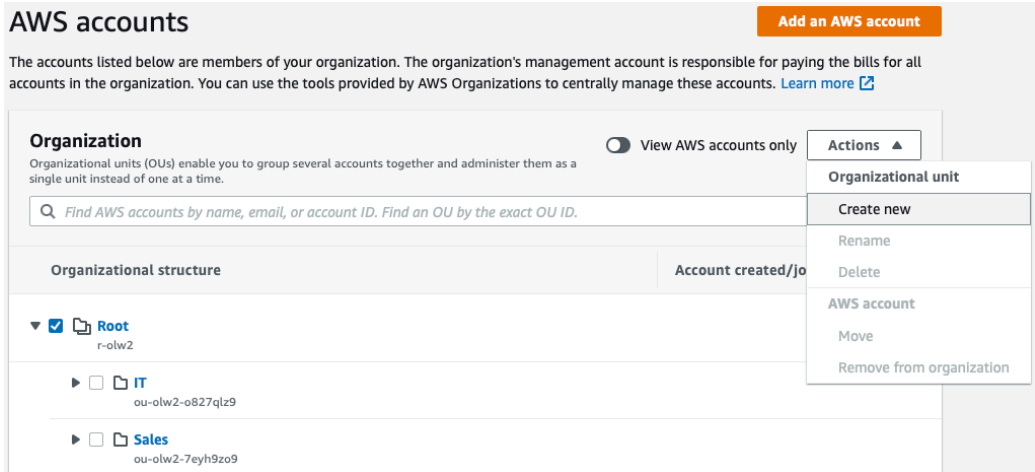 AWS accounts
Add an AWS account
The accounts listed below are members of your organization. The organization's management account is responsible for paying the bills for all
accounts in the organization. You can use the tools provided by AWS Organizations to centrally manage these accounts. Learn more
Organization
Organizational units (OUs) enable you to group several accounts together and administer them as a
single unit instead of one at a time.
View AWS accounts only
Actions
Organizational unit
Create new
Rename
Delete
AWS account
Move
Remove from organization
Find AWS accounts by name, email, or account ID. Find an OU by the exact OU ID.
Organizational structure
Account created/jo
Root
r-olw2
IT
ou-olw2-o827qlz9
Sales
ou-olw2-7eyh9zo9